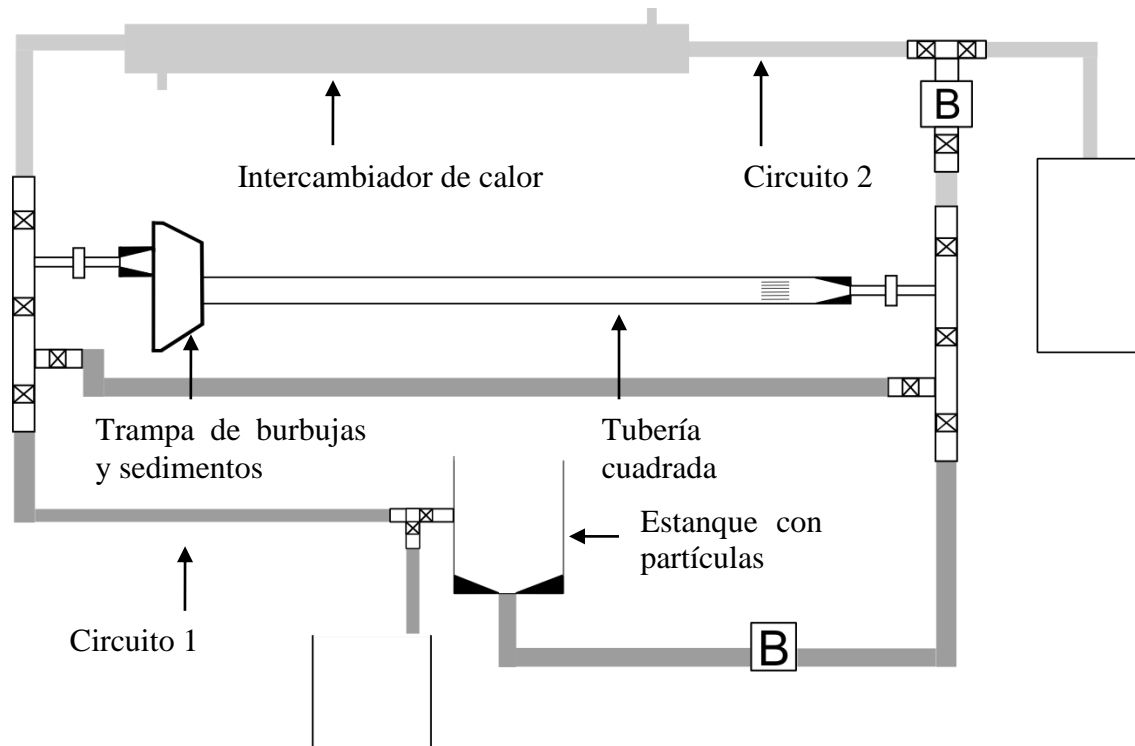 B
Intercambiador de calor
Circuito 2
Trampa de burbujas
y sedimentos
Tubería
cuadrada
Estanque con
partículas
Circuito 1
B